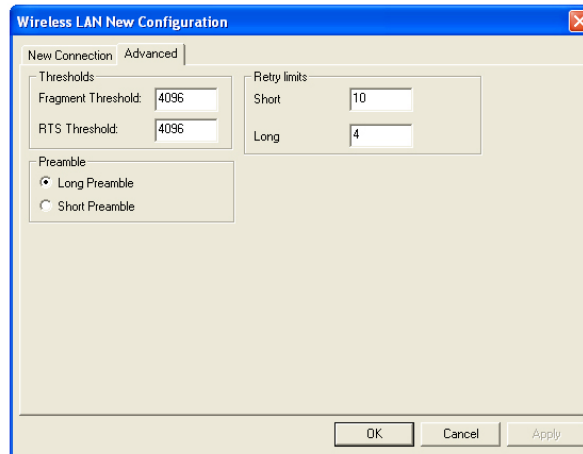 Wireless LAN New Configuration
New Connection
Advanced
Thresholds
Fragment Threshold: 4096
RTS Threshold: 4096
Retry limits
Short 10
Long 4
Preamble
Long Preamble
Short Preamble
OK
Cancel
Apply